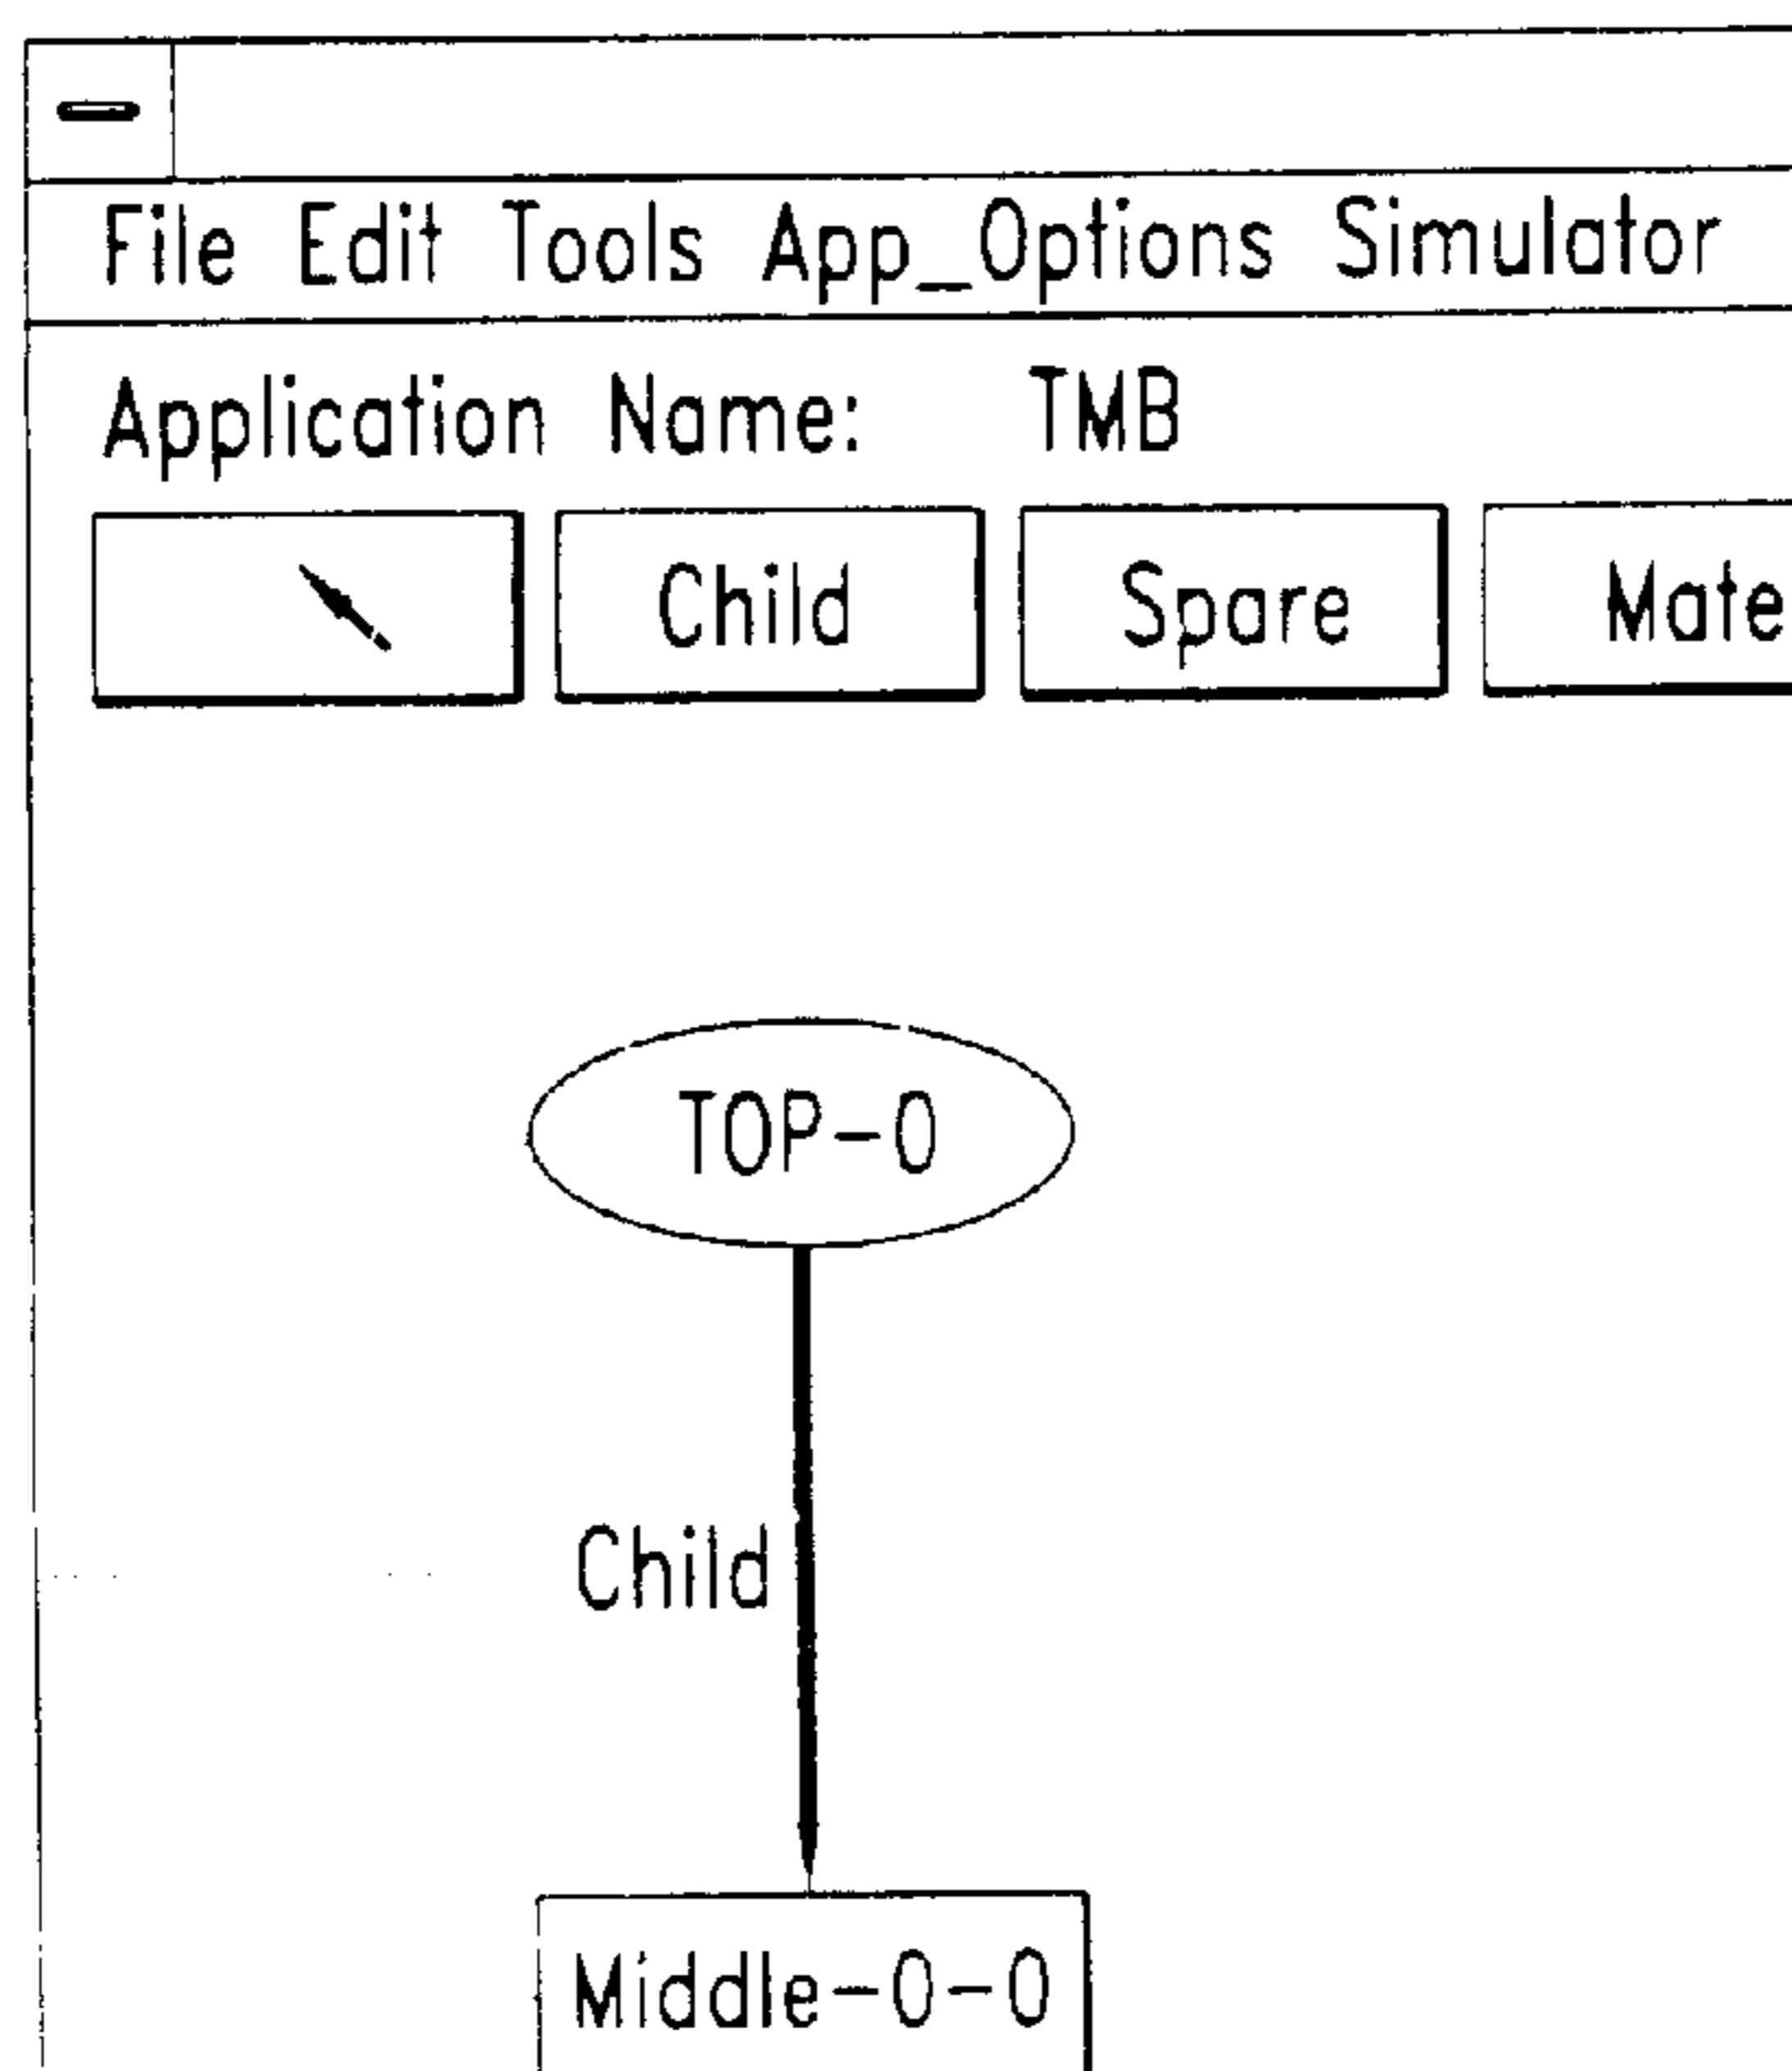 File Edit Tools App_Options Simulator
Application Name: TMB
Child Spare Mate
TOP-0
Child
Middle-0-0